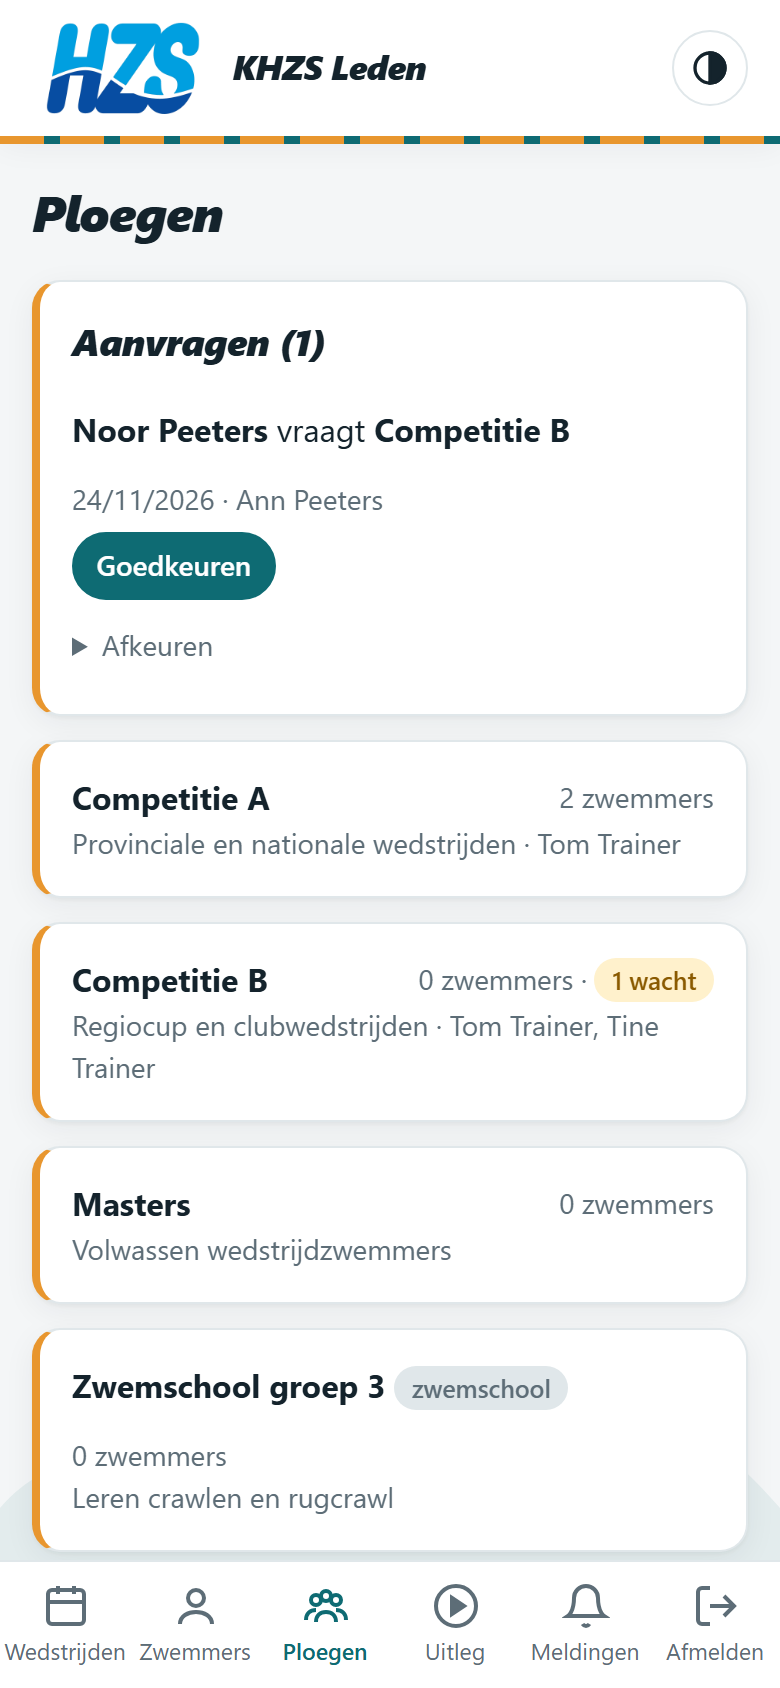 HZS
KHZS Leden
Ploegen
Aanvragen (1)
Noor Peeters vraagt Competitie B
24/11/2026 · Ann Peeters
Goedkeuren
Afkeuren
Competitie A
2 zwemmers
Provinciale en nationale wedstrijden · Tom Trainer
Competitie B
0 zwemmers · 1 wacht
Regiocup en clubwedstrijden · Tom Trainer, Tine
Trainer
Masters
0 zwemmers
Volwassen wedstrijdzwemmers
Zwemschool groep 3 zwemschool
0 zwemmers
Leren crawlen en rugcrawl
Wedstrijden
Zwemmers
Ploegen
Uitleg
Meldingen
Afmelden